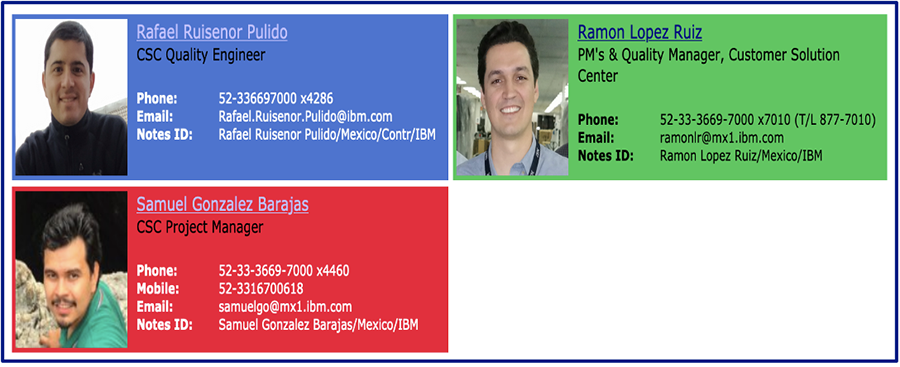 Rafael Ruisenor Pulido
CSC Quality Engineer
Phone: 52-336697000 x4286
Email: Rafael.Ruisenor.Pulido@ibm.com
Notes ID: Rafael Ruisenor Pulido/Mexico/Contr/IBM
Ramon Lopez Ruiz
PM's & Quality Manager, Customer Solution
Center
Phone: 52-33-3669-7000 x7010 (T/L 877-7010)
Email: ramonlr@mx1.ibm.com
Notes ID: Ramon Lopez Ruiz/Mexico/IBM
Samuel Gonzalez Barajas
CSC Project Manager
Phone: 52-33-3669-7000 x4460
Mobile: 52-3316700618
Email: samuelgo@mx1.ibm.com
Notes ID: Samuel Gonzalez Barajas/Mexico/IBM